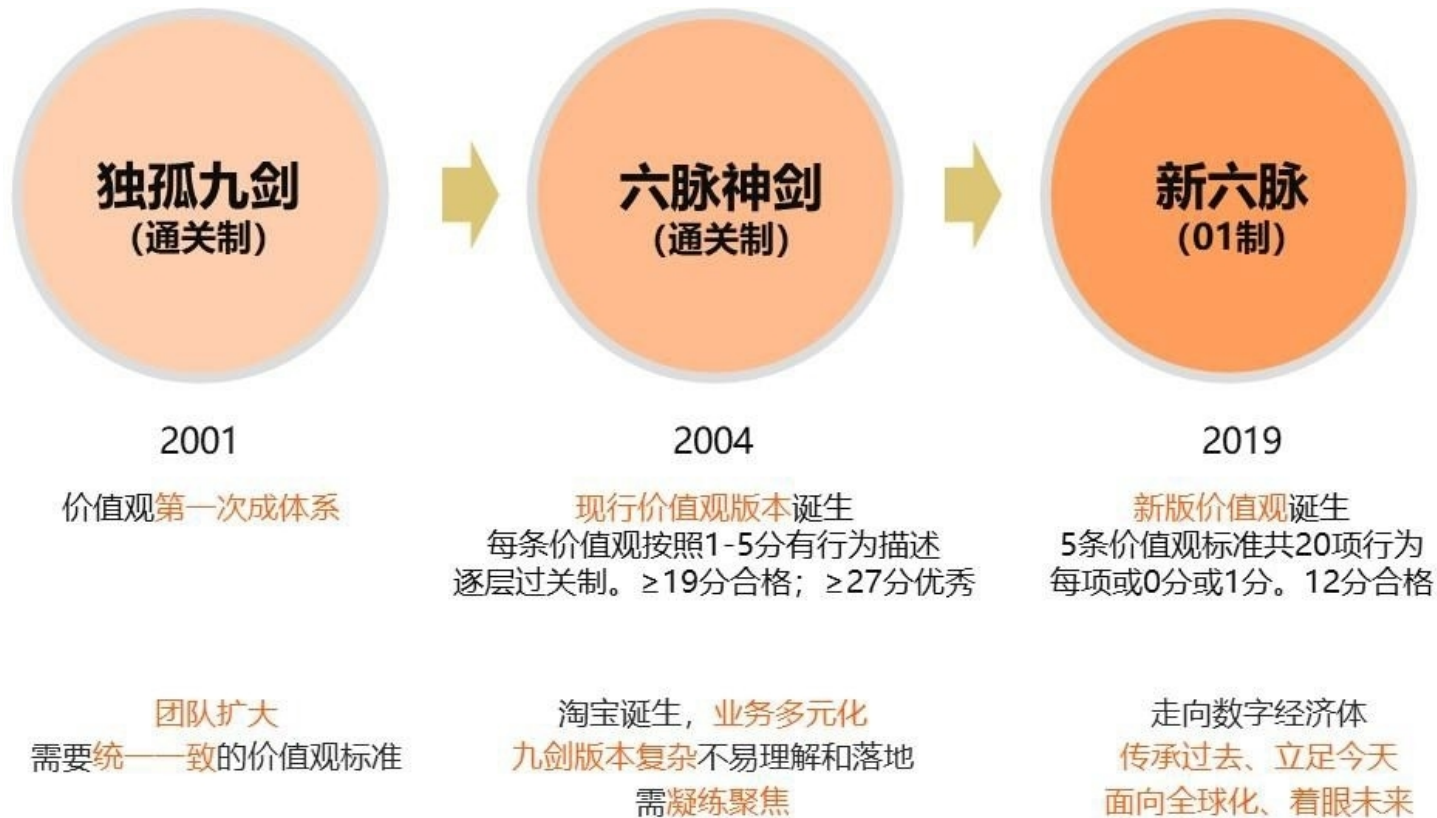 独孤九剑
(通关制)
2001
价值观第一次成体系
团队扩大
需要统一一致的价值观标准
六脉神剑
(通关制)
2004
现行价值观版本诞生
每条价值观按照1-5分有行为描述
逐层过关制。≥19分合格；≥27分优秀
淘宝诞生，业务多元化
九剑版本复杂不易理解和落地
需凝练聚焦
新六脉
(01制)
2019
新版价值观诞生
5条价值观标准共20项行为
每项或0分或1分。12分合格
走向数字经济体
传承过去、立足今天
面向全球化、着眼未来